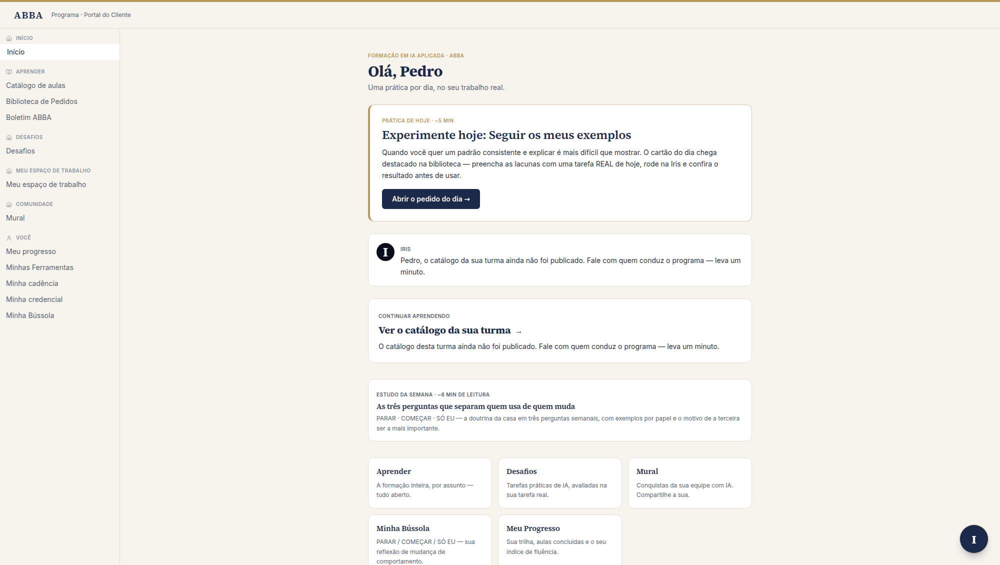 ABBA Programa · Portal do Cliente
INÍCIO
Início
APRENDER
Catálogo de aulas
Biblioteca de Pedidos
Boletim ABBA
DESAFIOS
Desafios
MEU ESPAÇO DE TRABALHO
Meu espaço de trabalho
COMUNIDADE
Mural
VOCÊ
Meu progresso
Minhas Ferramentas
Minha cadência
Minha credencial
Minha Bússola
FORMAÇÃO EM IA APLICADA · ABBA
Olá, Pedro
Uma prática por dia, no seu trabalho real.
PRÁTICA DE HOJE · ~5 MIN
Experimente hoje: Seguir os meus exemplos
Quando você quer um padrão consistente e explicar é mais difícil que mostrar. O cartão do dia chega
destacado na biblioteca — preencha as lacunas com uma tarefa REAL de hoje, rode na Iris e confira o
resultado antes de usar.
Abrir o pedido do dia →
I
IRIS
Pedro, o catálogo da sua turma ainda não foi publicado. Fale com quem conduz o programa — leva um
minuto.
CONTINUAR APRENDENDO
Ver o catálogo da sua turma →
O catálogo desta turma ainda não foi publicado. Fale com quem conduz o programa — leva um minuto.
ESTUDO DA SEMANA · ~6 MIN DE LEITURA
As três perguntas que separam quem usa de quem muda
PARAR · COMEÇAR · SÓ EU — a doutrina da casa em três perguntas semanais, com exemplos por papel e o motivo de a terceira
ser a mais importante.
Aprender
A formação inteira, por assunto —
tudo aberto.
Desafios
Tarefas práticas de IA, avaliadas na
sua tarefa real.
Mural
Conquistas da sua equipe com IA.
Compartilhe a sua.
Minha Bússola
PARAR / COMEÇAR / SÓ EU — sua
reflexão de mudança de
comportamento.
Meu Progresso
Sua trilha, aulas concluídas e o seu
índice de fluência.
I